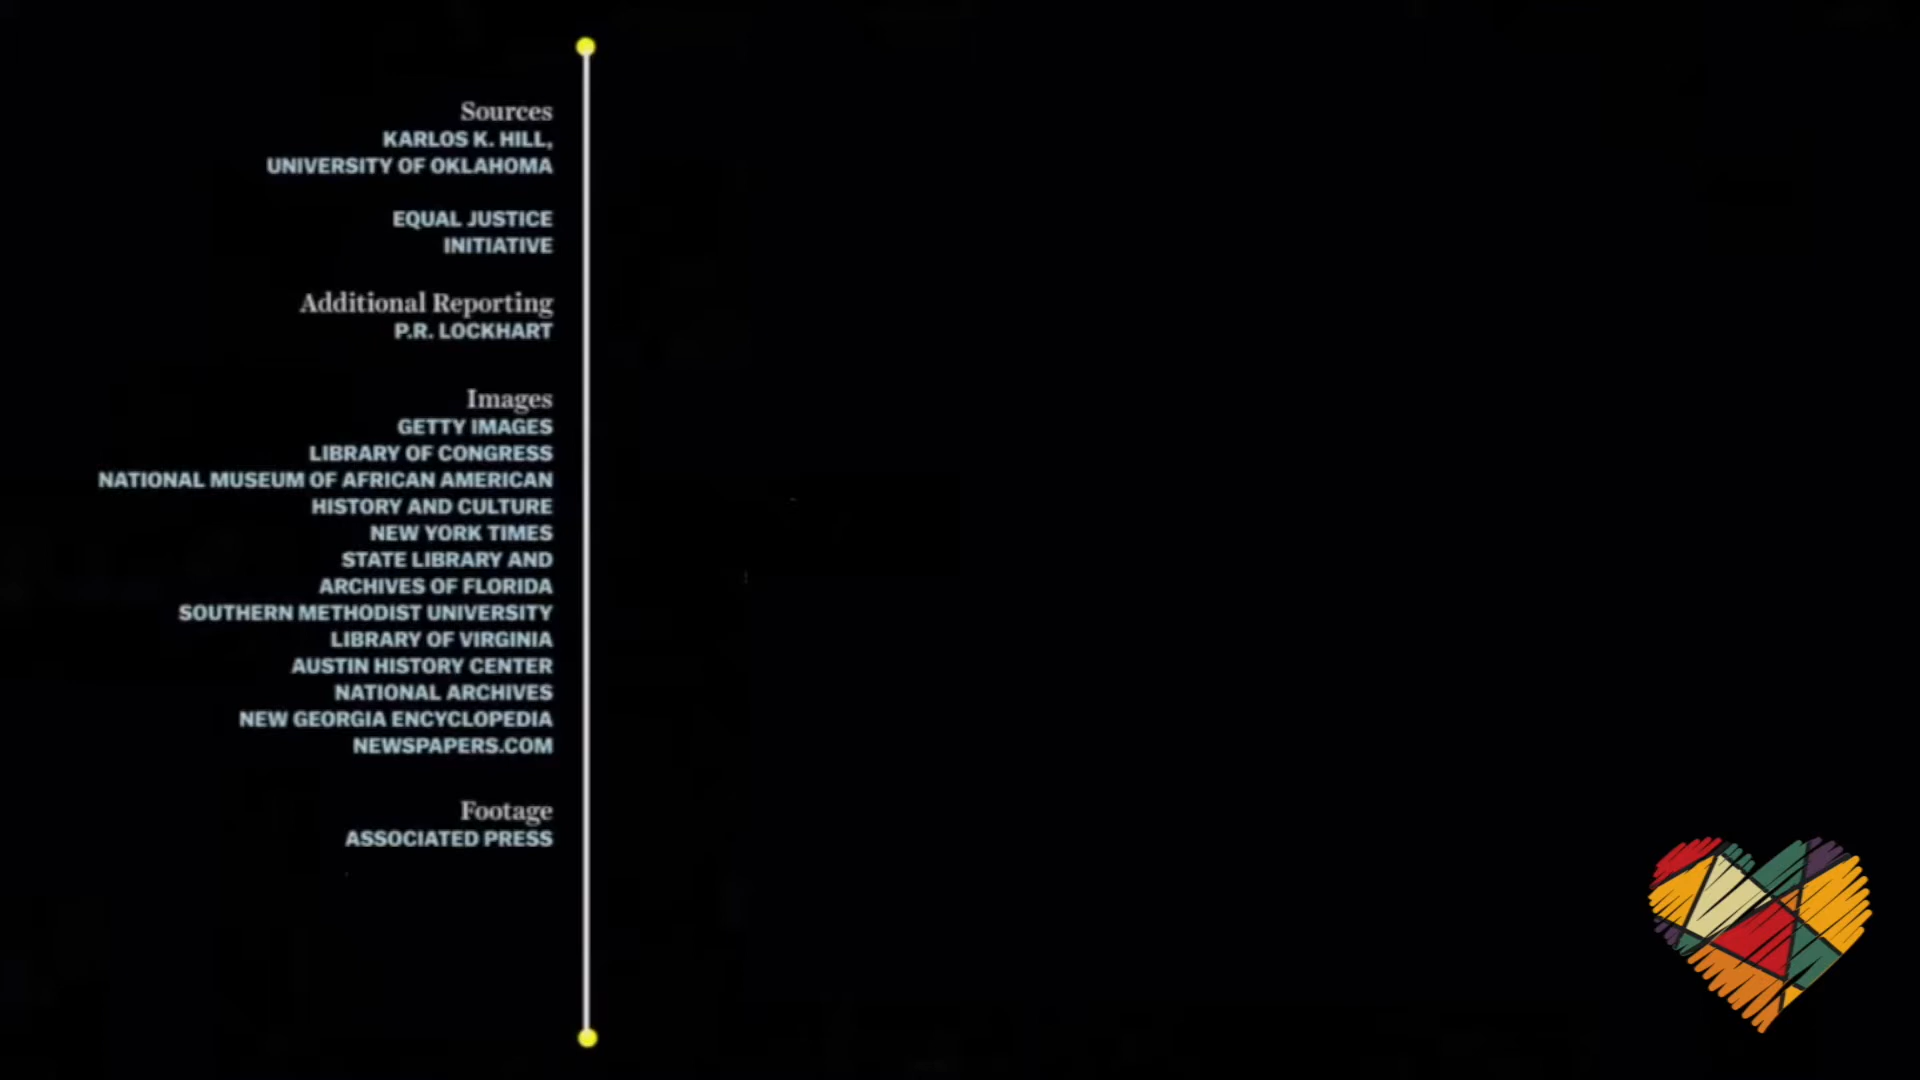 Sources
KARLOS K. HILL,
UNIVERSITY OF OKLAHOMA
EQUAL JUSTICE
INITIATIVE
Additional Reporting
P.R. LOCKHART
Images
GETTY IMAGES
LIBRARY OF CONGRESS
NATIONAL MUSEUM OF AFRICAN AMERICAN
HISTORY AND CULTURE
NEW YORK TIMES
STATE LIBRARY AND
ARCHIVES OF FLORIDA
SOUTHERN METHODIST UNIVERSITY
LIBRARY OF VIRGINIA
AUSTIN HISTORY CENTER
NATIONAL ARCHIVES
NEW GEORGIA ENCYCLOPEDIA
NEWSPAPERS.COM
Footage
ASSOCIATED PRESS